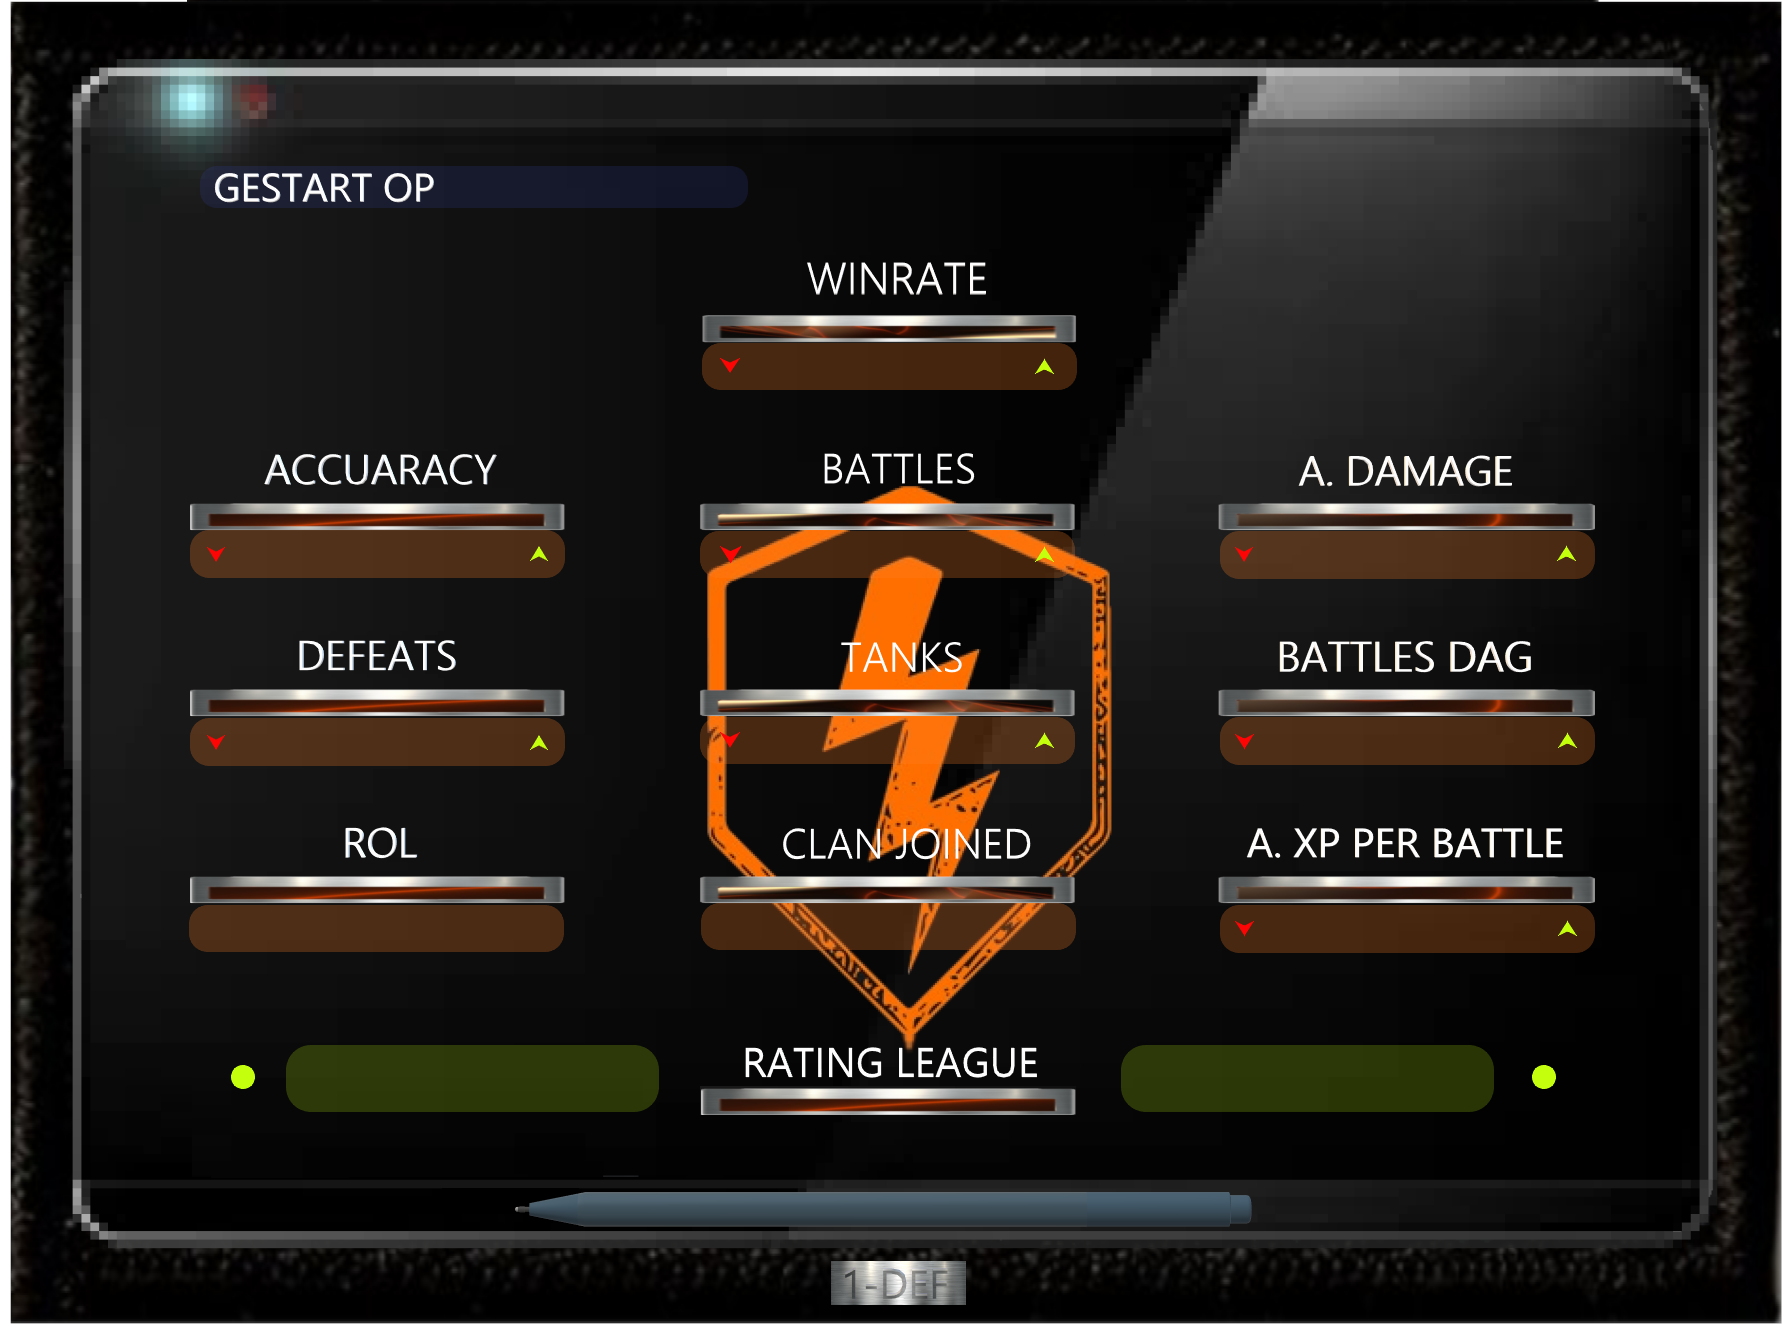 GESTART OP
WINRATE
ACCUARACY
BATTLES
A. DAMAGE
DEFEATS
TANKS
BATTLES DAG
ROL
CLAN JOINED
A. XP PER BATTLE
RATING LEAGUE
1-DEF